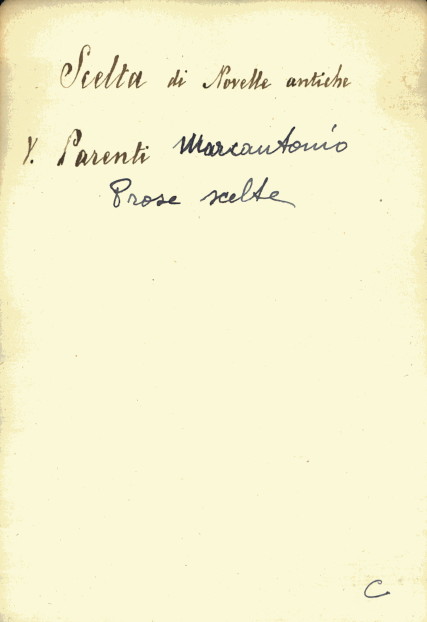 Scelta di Novelle antiche
V. Parenti Marcantonio
Prose scelte
C